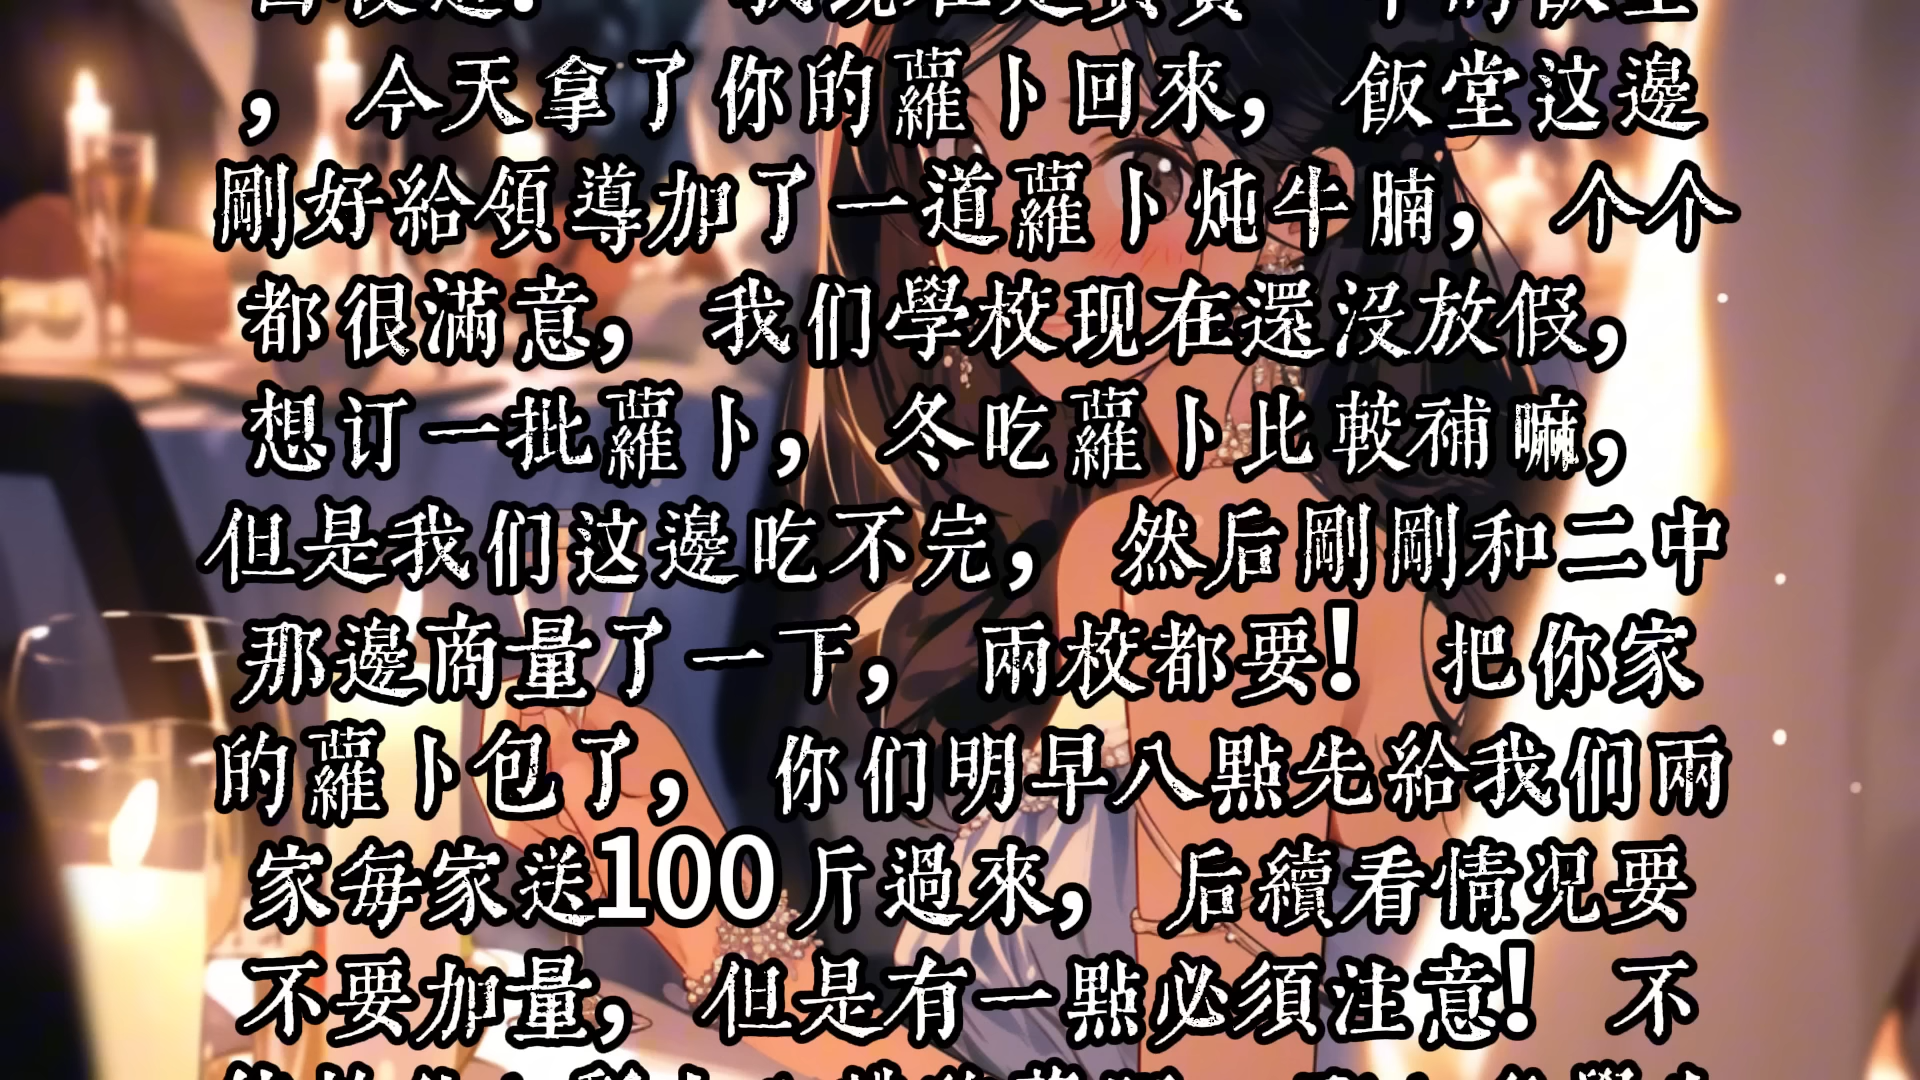 ，今天拿了你的蘿卜回來，飯堂这邊
剛好給領導加了一道蘿卜炖牛腩，个个
都很滿意，我们學校现在還沒放假，
想订一批蘿卜，冬吃蘿卜比較補嘛，
但是我们这邊吃不完，然后剛剛和二中
那邊商量了一下，兩校都要！把你家
的蘿卜包了，你们明早八點先給我们兩
家每家送100斤過來，后續看情况要
不要加量，但是有一點必須注意！不